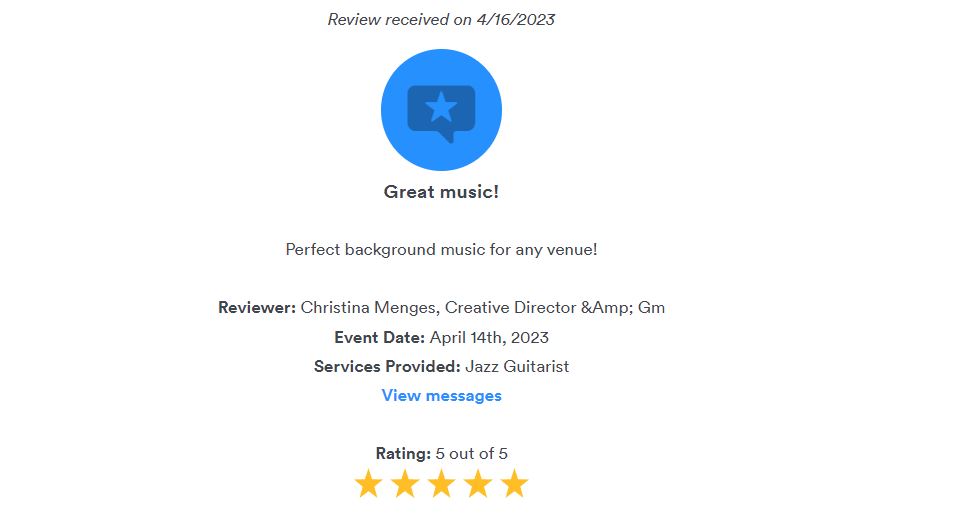 Review received on 4/16/2023
Great music!
Perfect background music for any venue!
Reviewer: Christina Menges, Creative Director &Amp; Gm
Event Date: April 14th, 2023
Services Provided: Jazz Guitarist
View messages
Rating: 5 out of 5